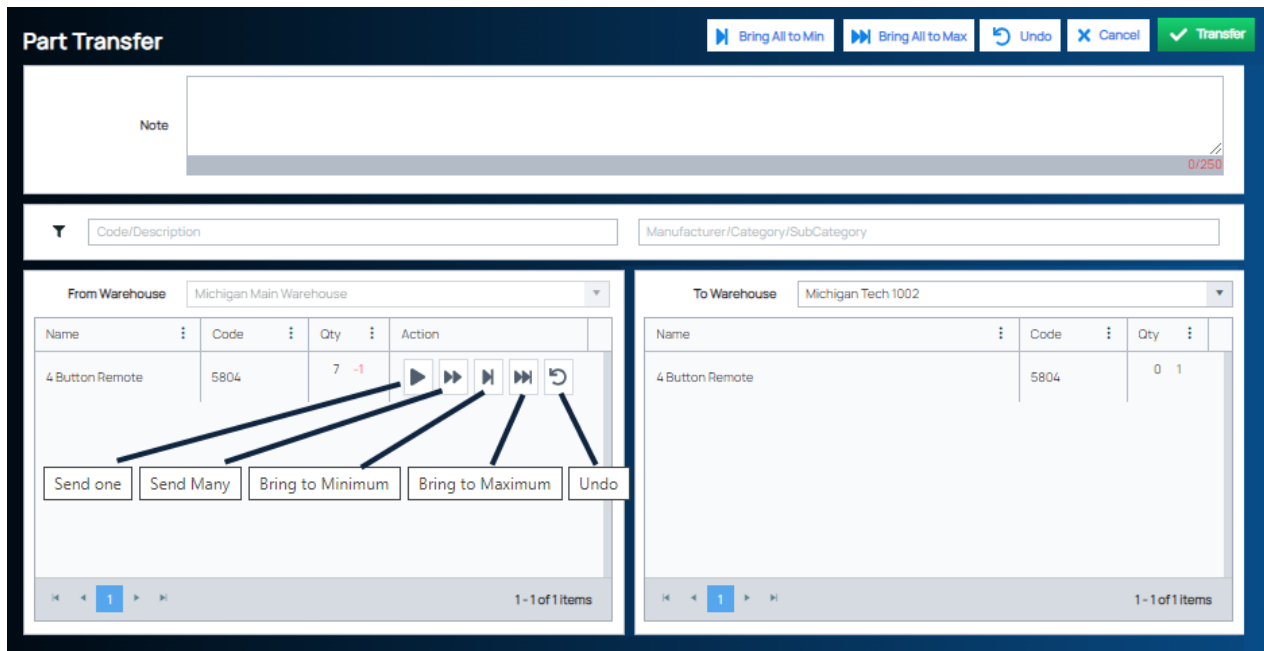 Part Transfer
Bring All to Min
Bring All to Max
Undo
Cancel
Transfer
Note
0/250
Code/Description
Manufacturer/Category/SubCategory
From Warehouse
Michigan Main Warehouse
Name
Code
Qty
Action
4 Button Remote
5804
7 -1
Send one
Send Many
Bring to Minimum
Bring to Maximum
Undo
1
1 - 1 of 1 items
To Warehouse
Michigan Tech 1002
Name
Code
Qty
4 Button Remote
5804
0 1
1
1 - 1 of 1 items